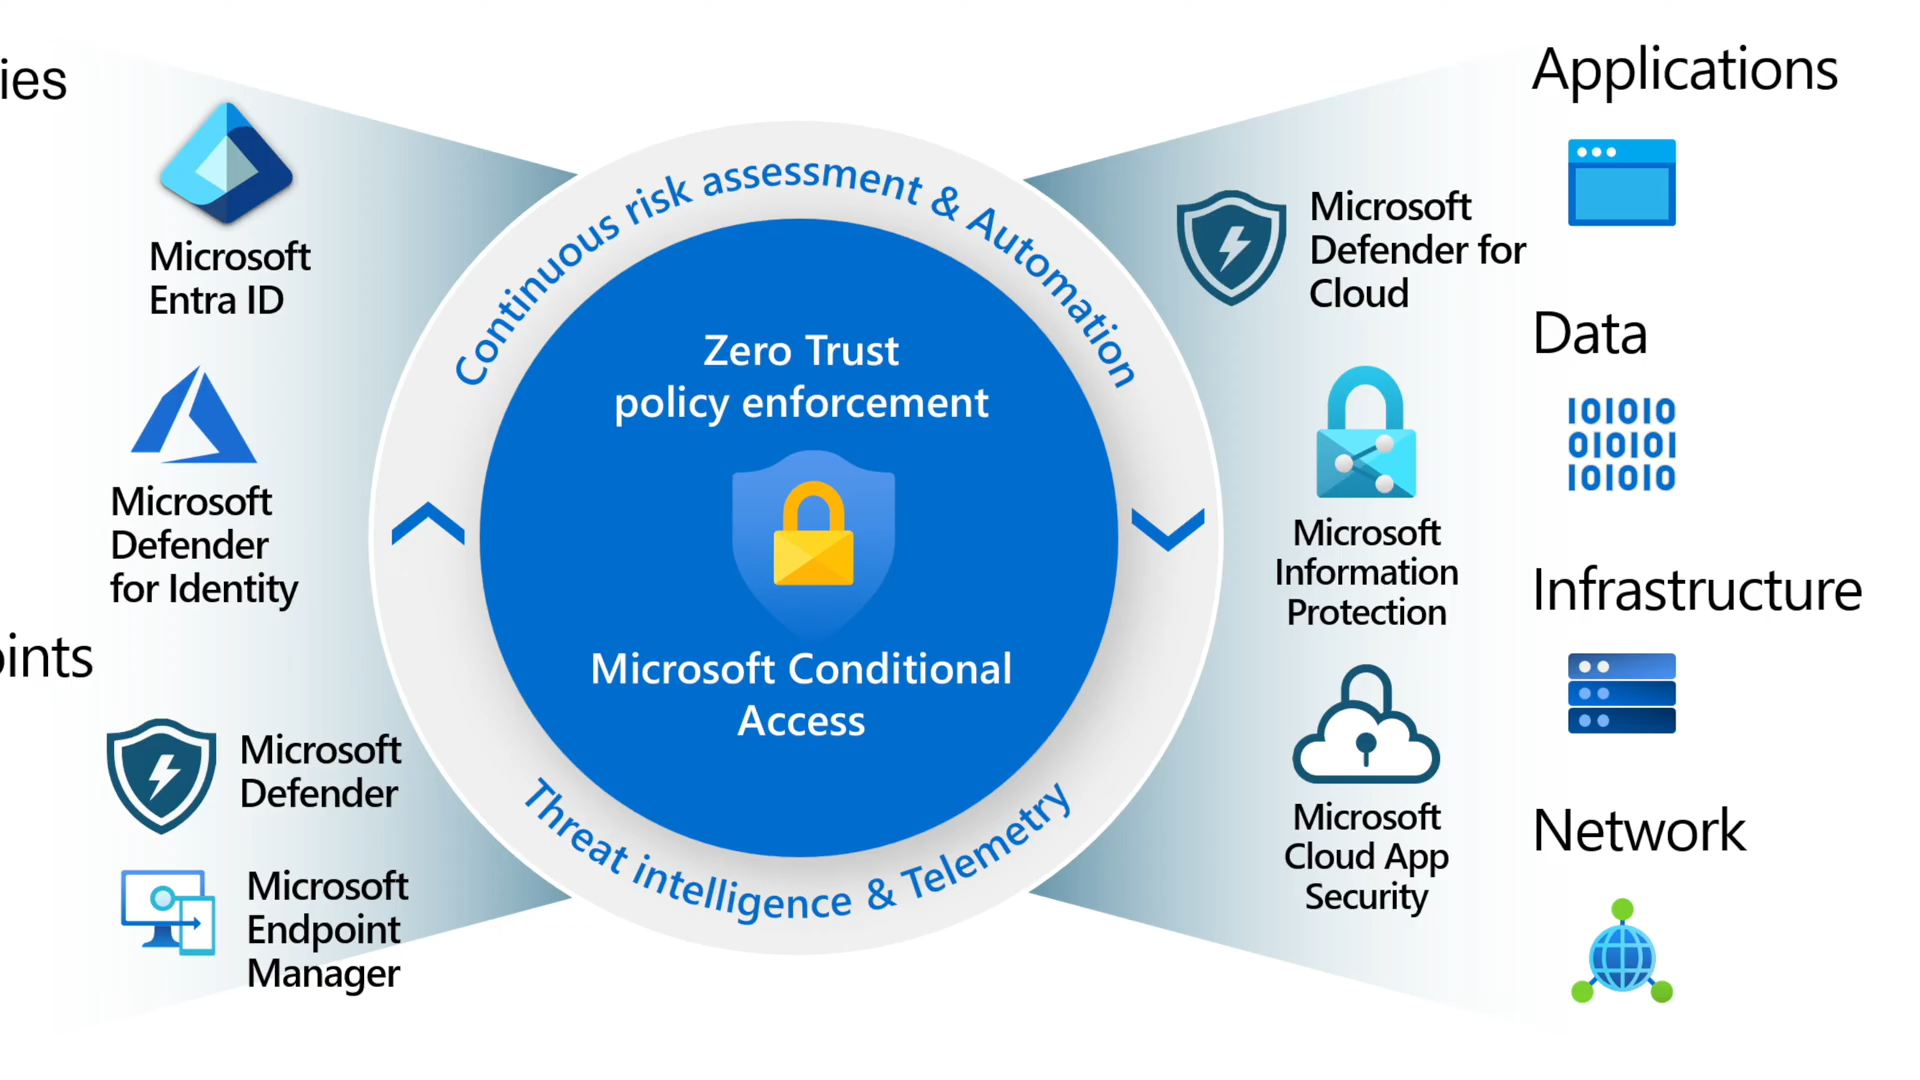 ies
Microsoft
Entra ID
Microsoft
Defender
for Identity
oints
Microsoft
Defender
Microsoft
Endpoint
Manager
Continuous risk assessment & Automation
Zero Trust
policy enforcement
Microsoft Conditional
Access
Threat intelligence & Telemetry
Microsoft
Defender for
Cloud
Microsoft
Information
Protection
Microsoft
Cloud App
Security
Applications
Data
101010
010101
101010
Infrastructure
Network